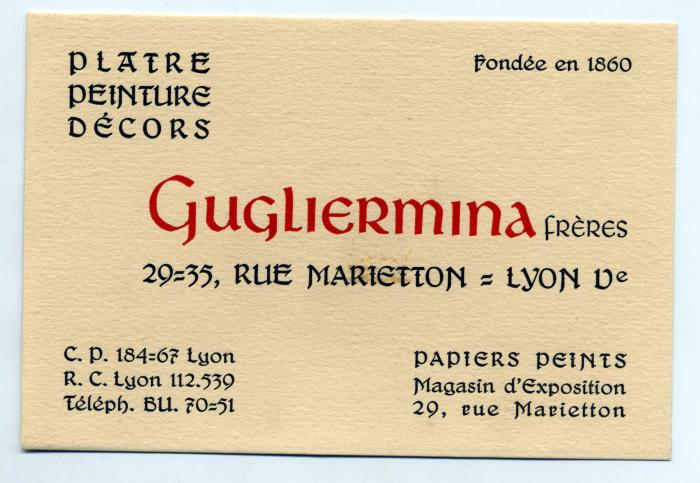 PLATRE
PEINTURE
DÉCORS
Fondée en 1860
GUGLIERMINA FRÈRES
29=35, RUE MARIETTON = LYON Ve
C. P. 184=67 Lyon
R. C. Lyon 112.539
Téléph. BU. 70=51
PAPIERS PEINTS
Magasin d'Exposition
29, rue Marietton